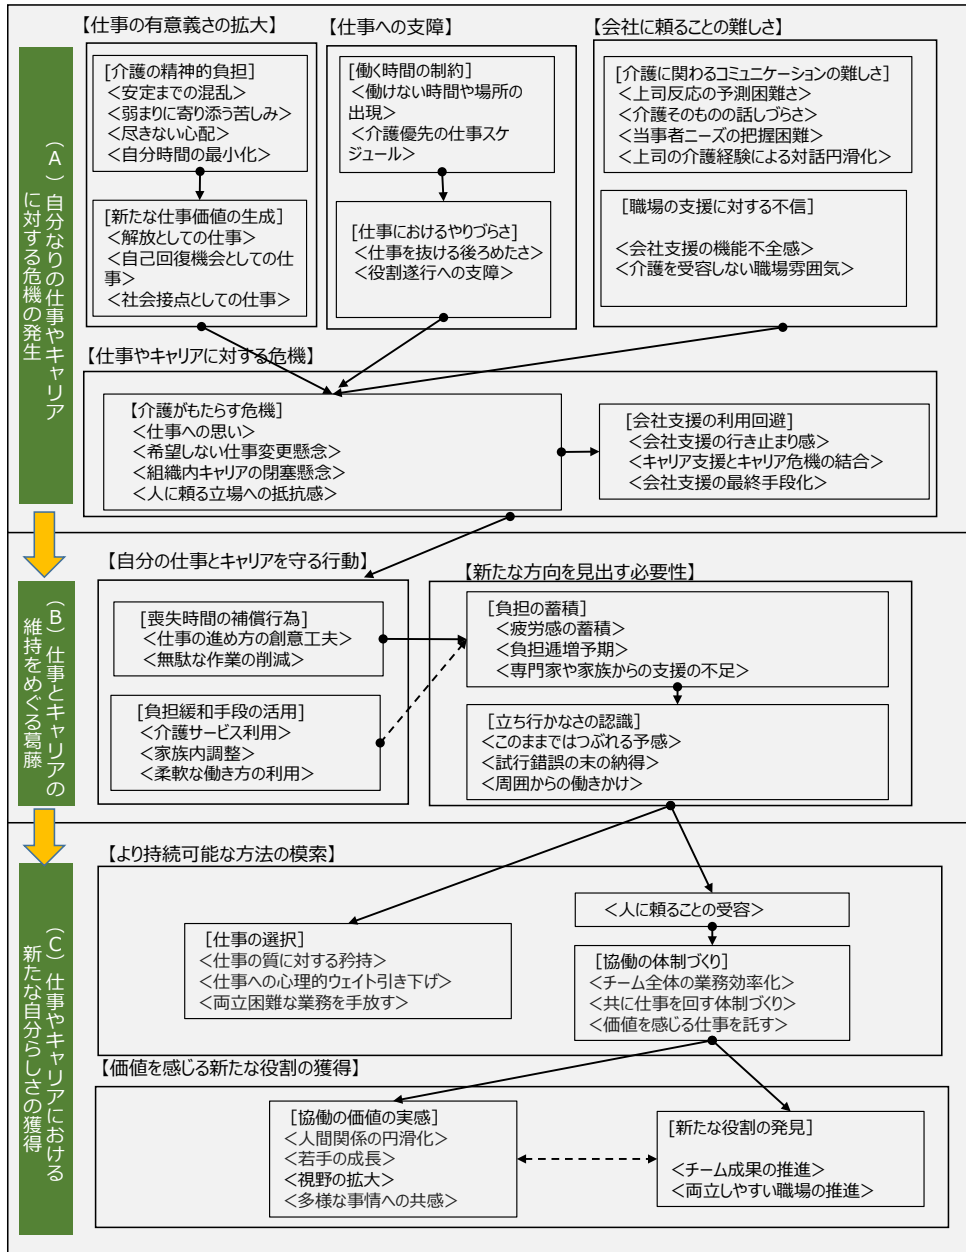 【仕事の有意義さの拡大】
【仕事への支障】
【会社に頼ることの難しさ】
[介護の精神的負担]
<安定までの混乱>
<弱まりに寄り添う苦しみ>
<尽きない心配>
<自分時間の最小化>
[新たな仕事価値の生成]
<解放としての仕事>
<自己回復機会としての仕
事>
<社会接点としての仕事>
[働く時間の制約]
<働けない時間や場所の
出現>
<介護優先の仕事スケ
ジュール>
[仕事におけるやりづらさ]
<仕事を抜ける後ろめたさ>
<役割遂行への支障>
[介護に関わるコミュニケーションの難しさ]
<上司反応の予測困難さ>
<介護そのものの話しづらさ>
<当事者ニーズの把握困難>
<上司の介護経験による対話円滑化>
[職場の支援に対する不信]
<会社支援の機能不全感>
<介護を受容しない職場雰囲気>
(A)自分なりの仕事やキャリア
に対する危機の発生
【仕事やキャリアに対する危機】
【介護がもたらす危機】
<仕事への思い>
<希望しない仕事変更懸念>
<組織内キャリアの閉塞懸念>
<人に頼る立場への抵抗感>
[会社支援の利用回避]
<会社支援の行き止まり感>
<キャリア支援とキャリア危機の結合>
<会社支援の最終手段化>
【自分の仕事とキャリアを守る行動】
【新たな方向を見出す必要性】
(B)仕事とキャリアの
維持をめぐる葛藤
[喪失時間の補償行為]
<仕事の進め方の創意工夫>
<無駄な作業の削減>
[負担緩和手段の活用]
<介護サービス利用>
<家族内調整>
<柔軟な働き方の利用>
[負担の蓄積]
<疲労感の蓄積>
<負担逓増予期>
<専門家や家族からの支援の不足>
[立ち行かなさの認識]
<このままではつぶれる予感>
<試行錯誤の末の納得>
<周囲からの働きかけ>
【より持続可能な方法の模索】
(C)仕事やキャリアにおける
新たな自分らしさの獲得
[仕事の選択]
<仕事の質に対する矜持>
<仕事への心理的ウェイト引き下げ>
<両立困難な業務を手放す>
<人に頼ることの受容>
[協働の体制づくり]
<チーム全体の業務効率化>
<共に仕事を回す体制づくり>
<価値を感じる仕事を託す>
【価値を感じる新たな役割の獲得】
[協働の価値の実感]
<人間関係の円滑化>
<若手の成長>
<視野の拡大>
<多様な事情への共感>
[新たな役割の発見]
<チーム成果の推進>
<両立しやすい職場の推進>